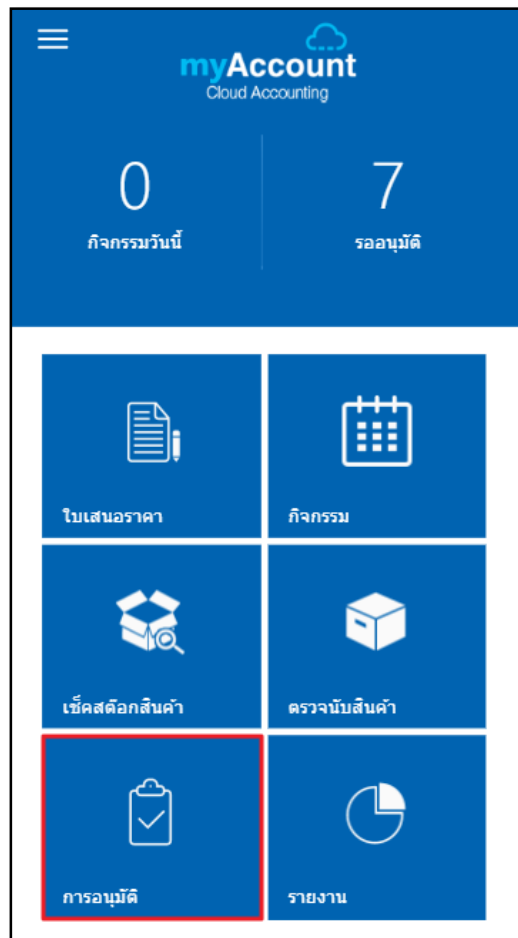 myAccount
Cloud Accounting
0
กิจกรรมวันนี้
7
รออนุมัติ
ใบเสนอราคา
กิจกรรม
เช็คสต๊อกสินค้า
ตรวจนับสินค้า
การอนุมัติ
รายงาน